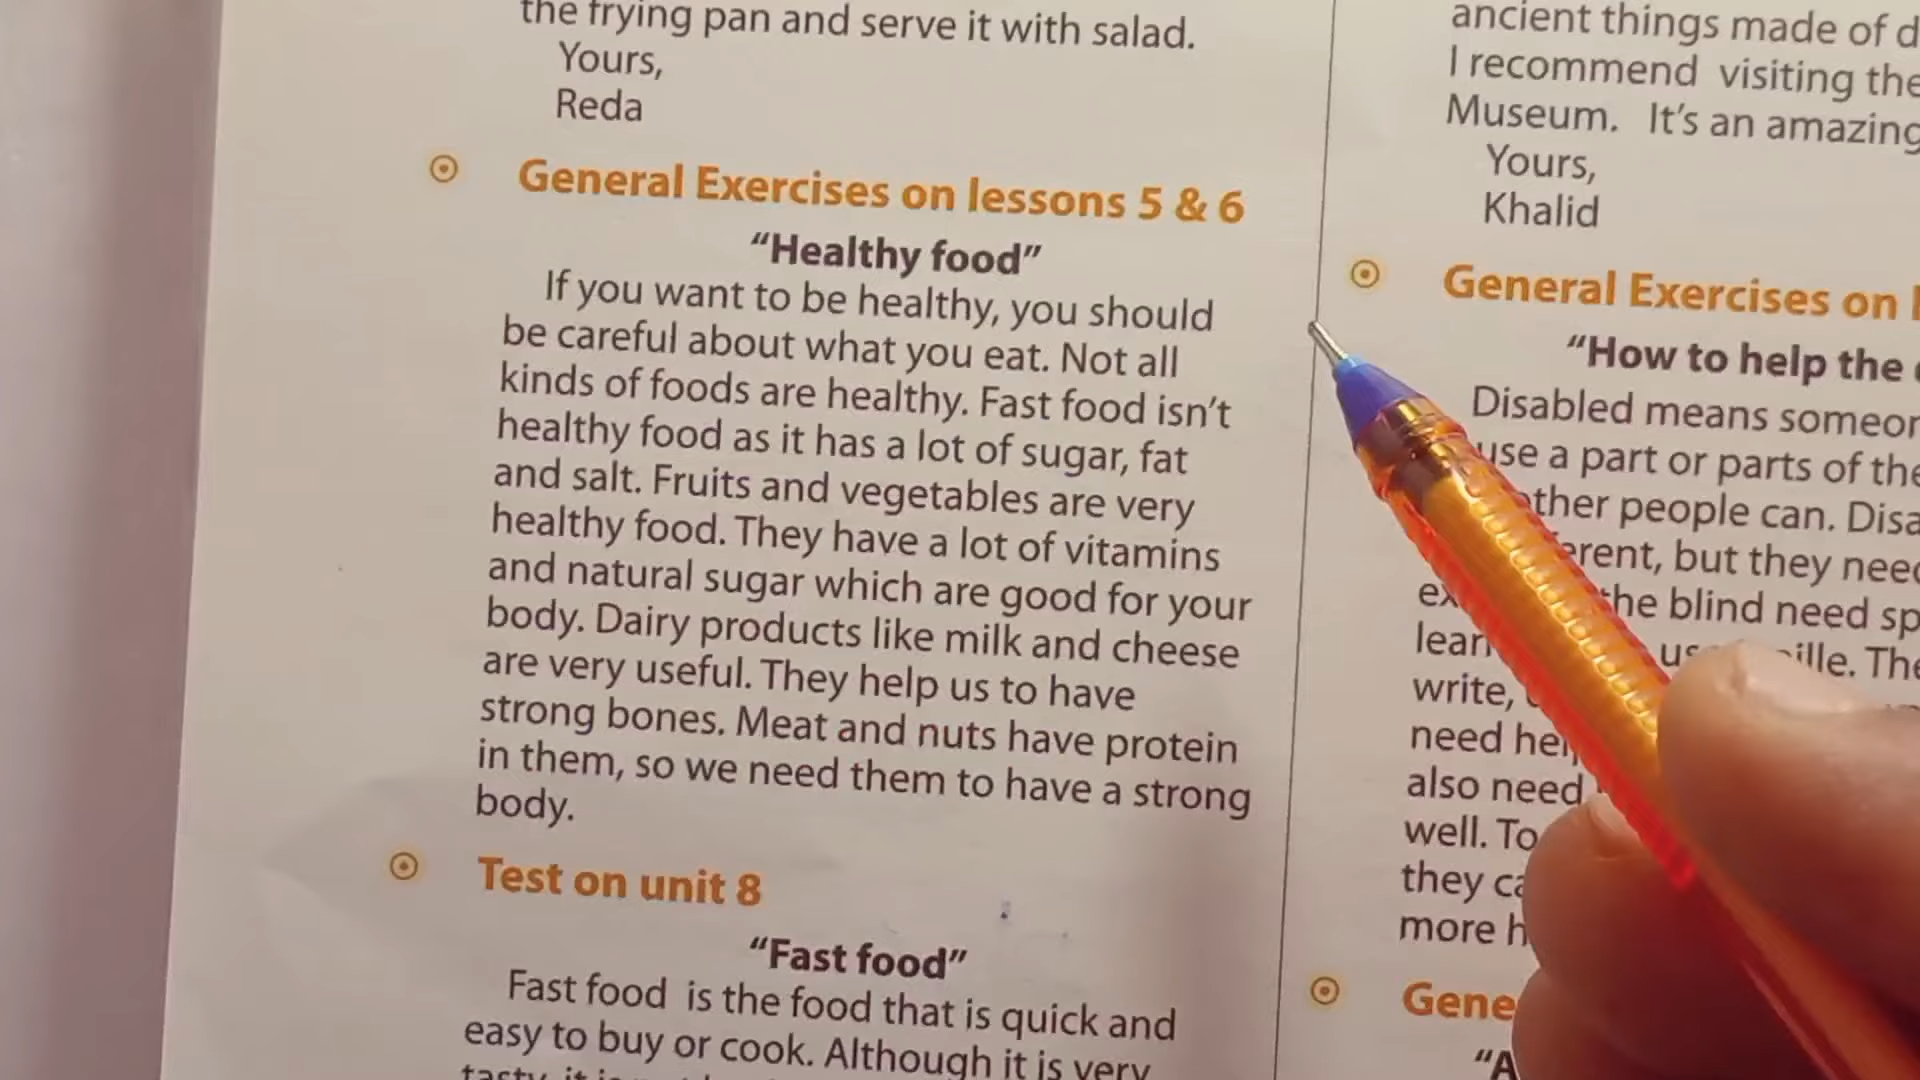 the frying pan and serve it with salad.
Yours,
Reda
General Exercises on lessons 5 & 6
“Healthy food”
If you want to be healthy, you should
be careful about what you eat. Not all
kinds of foods are healthy. Fast food isn’t
healthy food as it has a lot of sugar, fat
and salt. Fruits and vegetables are very
healthy food. They have a lot of vitamins
and natural sugar which are good for your
body. Dairy products like milk and cheese
are very useful. They help us to have
strong bones. Meat and nuts have protein
in them, so we need them to have a strong
body.
Test on unit 8
“Fast food”
Fast food is the food that is quick and
easy to buy or cook. Although it is very
ancient things made of
I recommend visiting the
Museum. It’s an amazing
Yours,
Khalid
General Exercises on
“How to help the
Disabled means
use a part or parts of
other people can.
but they need
the blind need
The
write,
need
also need
well. To
they
more